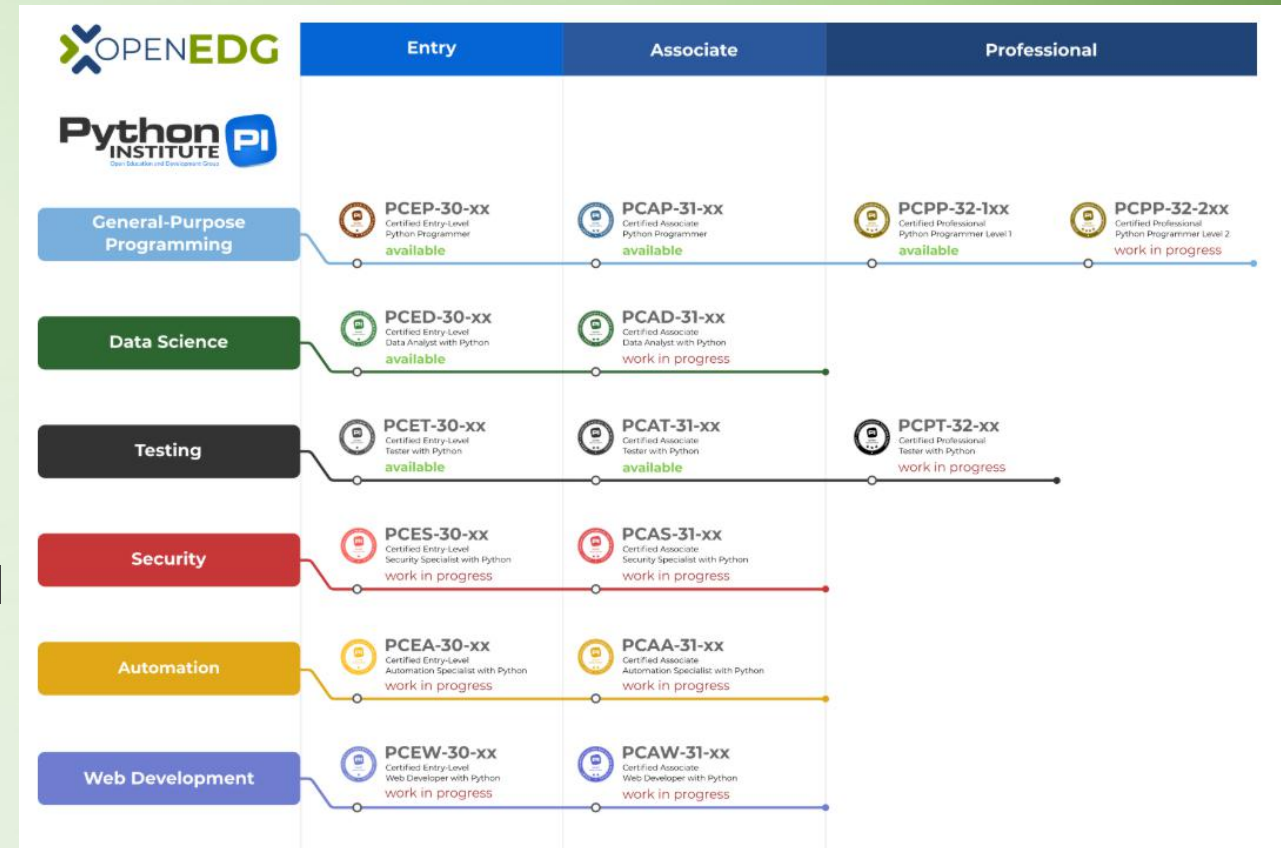 OPENEDG
Entry
Associate
Professional
Python
INSTITUTE
Open Education and Development Group
PI
General-Purpose
Programming
PCEP-30-xx
Certified Entry-Level
Python Programmer
available
PCAP-31-xx
Certified Associate
Python Programmer
available
PCPP-32-1xx
Certified Professional
Python Programmer Level 1
available
PCPP-32-2xx
Certified Professional
Python Programmer Level 2
work in progress
Data Science
PCED-30-xx
Certified Entry-Level
Data Analyst with Python
available
PCAD-31-xx
Certified Associate
Data Analyst with Python
work in progress
Testing
PCET-30-xx
Certified Entry-Level
Tester with Python
available
PCAT-31-xx
Certified Associate
Tester with Python
available
PCPT-32-xx
Certified Professional
Tester with Python
work in progress
Security
PCES-30-xx
Certified Entry-Level
Security Specialist with Python
work in progress
PCAS-31-xx
Certified Associate
Security Specialist with Python
work in progress
Automation
PCEA-30-xx
Certified Entry-Level
Automation Specialist with Python
work in progress
PCAA-31-xx
Certified Associate
Automation Specialist with Python
work in progress
Web Development
PCEW-30-xx
Certified Entry-Level
Web Developer with Python
work in progress
PCAW-31-xx
Certified Associate
Web Developer with Python
work in progress